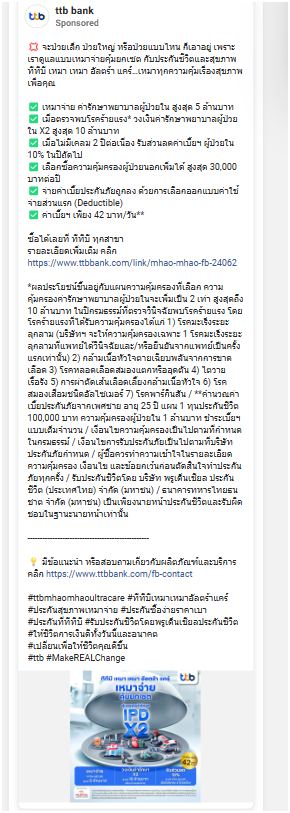 ttb bank
Sponsored
💢 จะป่วยเล็ก ป่วยใหญ่ หรือป่วยแบบไหน ก็เอาอยู่ เพราะ
เราดูแลแบบเหมาจ่ายคุ้มยกเซต กับประกันชีวิตและสุขภาพ
ทีทีบี เหมา เหมา อัลตร้า แคร์...เหมาทุกความคุ้มเรื่องสุขภาพ
เพื่อคุณ
✅ เหมาจ่าย ค่ารักษาพยาบาลผู้ป่วยใน สูงสุด 5 ล้านบาท
✅ เมื่อตรวจพบโรคร้ายแรง* วงเงินค่ารักษาพยาบาลผู้ป่วย
ใน X2 สูงสุด 10 ล้านบาท
✅ เมื่อไม่มีเคลม 2 ปีต่อเนื่อง รับส่วนลดค่าเบี้ยฯ ผู้ป่วยใน
10% ในปีถัดไป
✅ เลือกซื้อความคุ้มครองผู้ป่วยนอกเพิ่มได้ สูงสุด 30,000
บาทต่อปี
✅ จ่ายค่าเบี้ยประกันภัยถูกลง ด้วยการเลือกออกแบบค่าใช้
จ่ายส่วนแรก (Deductible)
✅ ค่าเบี้ยฯ เพียง 42 บาท/วัน**
ซื้อได้เลยที่ ทีทีบี ทุกสาขา
รายละเอียดเพิ่มเติม คลิก
https://www.ttbbank.com/link/mhao-mhao-fb-24062
*ผลประโยชน์ขึ้นอยู่กับแผนความคุ้มครองที่เลือก ความ
คุ้มครองค่ารักษาพยาบาลผู้ป่วยในจะเพิ่มเป็น 2 เท่า สูงสุดถึง
10 ล้านบาท ในปีกรมธรรม์ที่ตรวจวินิจฉัยพบโรคร้ายแรง โดย
โรคร้ายแรงที่ได้รับความคุ้มครองได้แก่ 1) โรคมะเร็งระยะ
ลุกลาม (บริษัทฯ จะให้ความคุ้มครองเฉพาะ 1 โรคมะเร็งระยะ
ลุกลามที่แพทย์ได้วินิจฉัยและ/หรือยืนยันจากแพทย์เป็นครั้ง
แรกเท่านั้น) 2) กล้ามเนื้อหัวใจตายเฉียบพลันจากการขาด
เลือด 3) โรคหลอดเลือดสมองแตกหรืออุดตัน 4) ไตวาย
เรื้อรัง 5) การผ่าตัดเส้นเลือดเลี้ยงกล้ามเนื้อหัวใจ 6) โรค
สมองเสื่อมชนิดอัลไซเมอร์ 7) โรคพาร์กินสัน / **คำนวณค่า
เบี้ยประกันภัยจากเพศชาย อายุ 25 ปี แผน 1 ทุนประกันชีวิต
100,000 บาท ความคุ้มครองผู้ป่วยใน 1 ล้านบาท ชำระเบี้ยฯ
แบบเต็มจำนวน / เงื่อนไขความคุ้มครองเป็นไปตามที่กำหนด
ในกรมธรรม์ / เงื่อนไขการรับประกันภัยเป็นไปตามที่บริษัท
ประกันภัยกำหนด / ผู้ซื้อควรทำความเข้าใจในรายละเอียด
ความคุ้มครอง เงื่อนไข และข้อยกเว้นก่อนตัดสินใจทำประกัน
ภัยทุกครั้ง / รับประกันชีวิตโดย บริษัท พรูเด็นเชียล ประกัน
ชีวิต (ประเทศไทย) จำกัด (มหาชน) / ธนาคารทหารไทยธน
ชาต จำกัด (มหาชน) เป็นเพียงนายหน้าประกันชีวิตและรับผิด
ชอบในฐานะนายหน้าเท่านั้น
--------------------------------------------------
💡 มีข้อแนะนำ หรือสอบถามเกี่ยวกับผลิตภัณฑ์และบริการ
คลิก https://www.ttbbank.com/fb-contact
#ttbmhaomhaoultracare #ทีทีบีเหมาเหมาอัลตร้าแคร์
#ประกันสุขภาพเหมาจ่าย #ประกันซื้อง่ายราคาเบา
#ประกันที่ทีทีบี #รับประกันชีวิตโดยพรูเด็นเชียลประกันชีวิต
#ให้ชีวิตการเงินดีทั้งวันนี้และอนาคต
#เปลี่ยนเพื่อให้ชีวิตคุณดีขึ้น
#ttb #MakeREALChange
ttb
ทีทีบี เหมา เหมา อัลตร้า แคร์
เหมาจ่าย
คุ้มยกเซต
IPD
X2
42